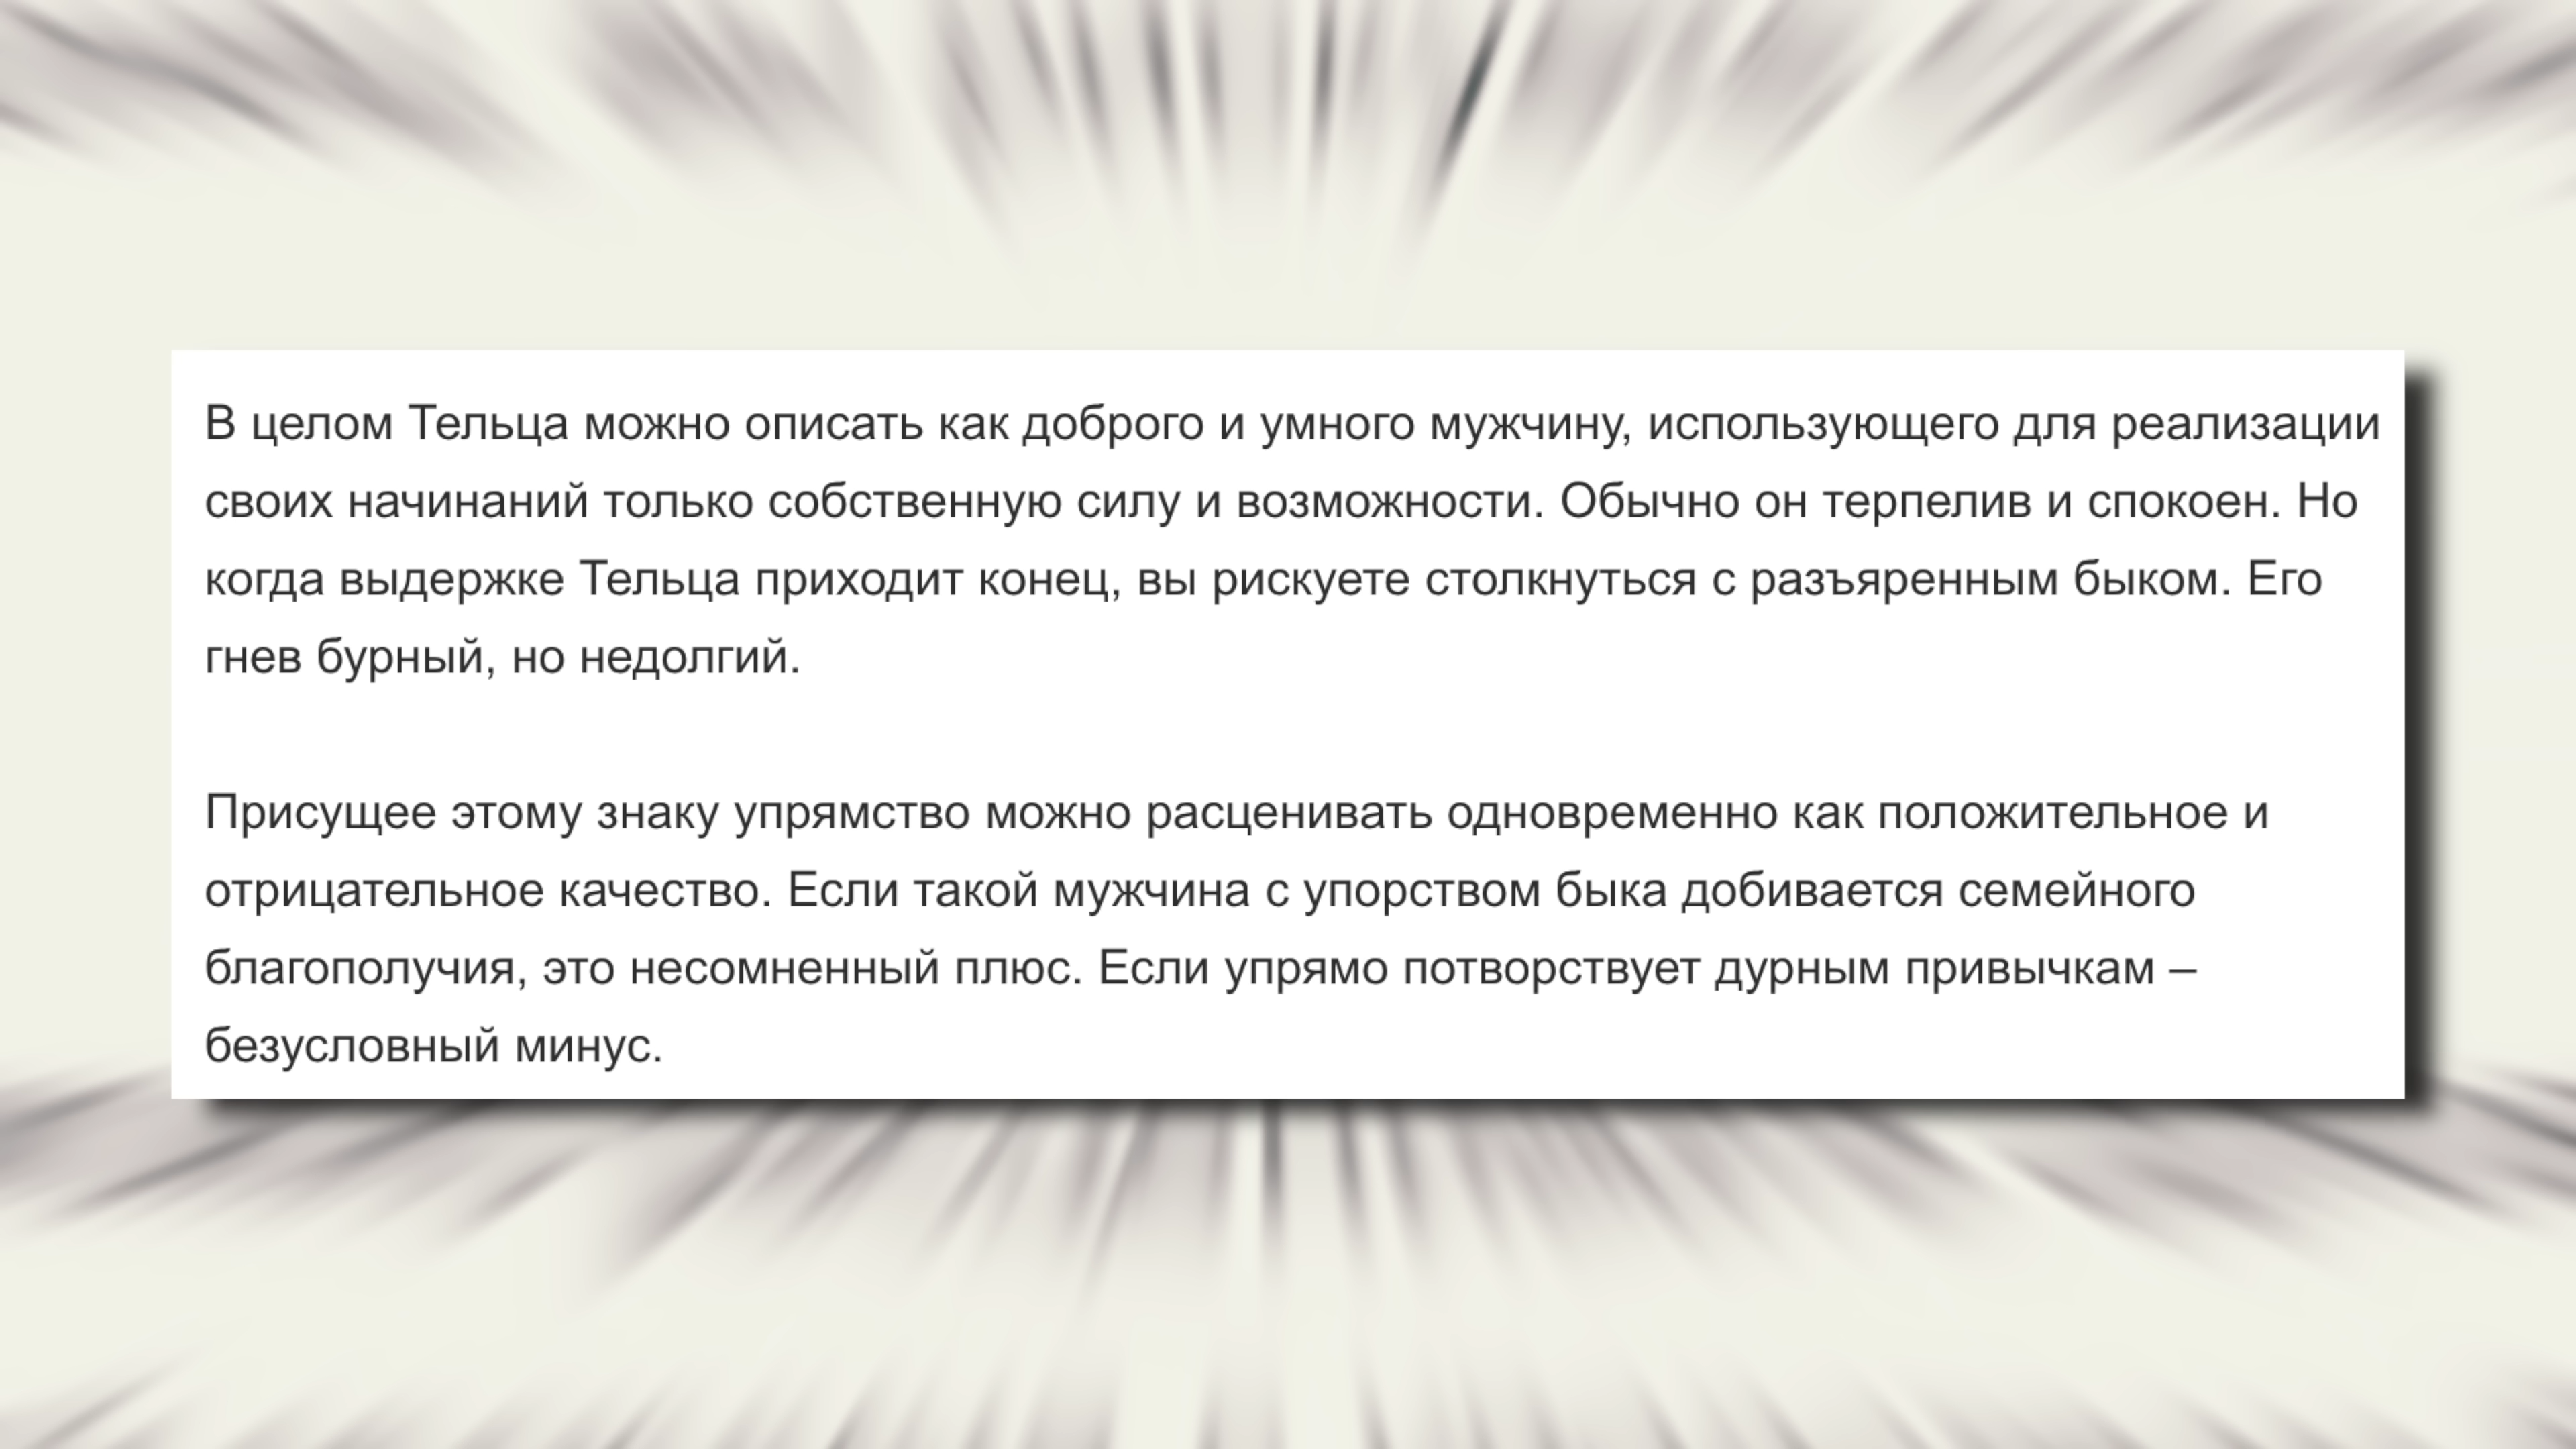 В целом Тельца можно описать как доброго и умного мужчину, использующего для реализации
своих начинаний только собственную силу и возможности. Обычно он терпелив и спокоен. Но
когда выдержке Тельца приходит конец, вы рискуете столкнуться с разъяренным быком. Его
гнев бурный, но недолгий.
Присущее этому знаку упрямство можно расценивать одновременно как положительное и
отрицательное качество. Если такой мужчина с упорством быка добивается семейного
благополучия, это несомненный плюс. Если упрямо потворствует дурным привычкам –
безусловный минус.